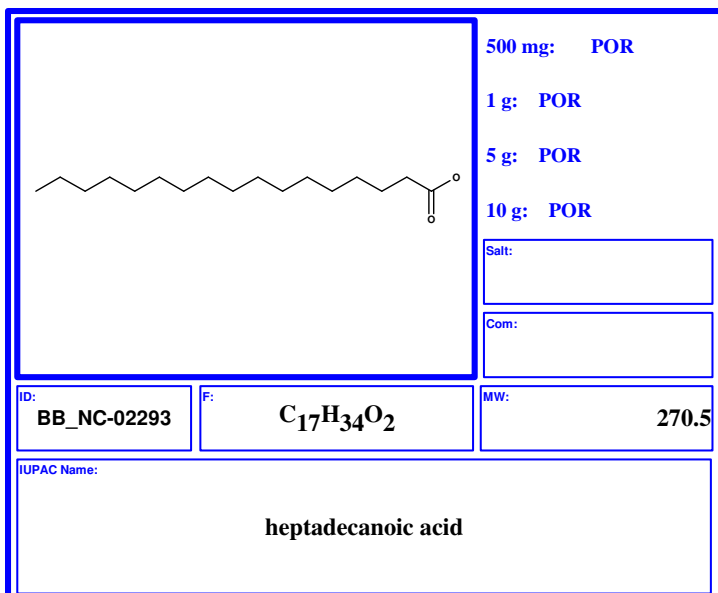 500 mg: POR
1 g: POR
5 g: POR
10 g: POR
O
O
Salt:
Com:
ID:
BB_NC-02293
F:
C17H34O2
MW:
270.5
IUPAC Name:
heptadecanoic acid